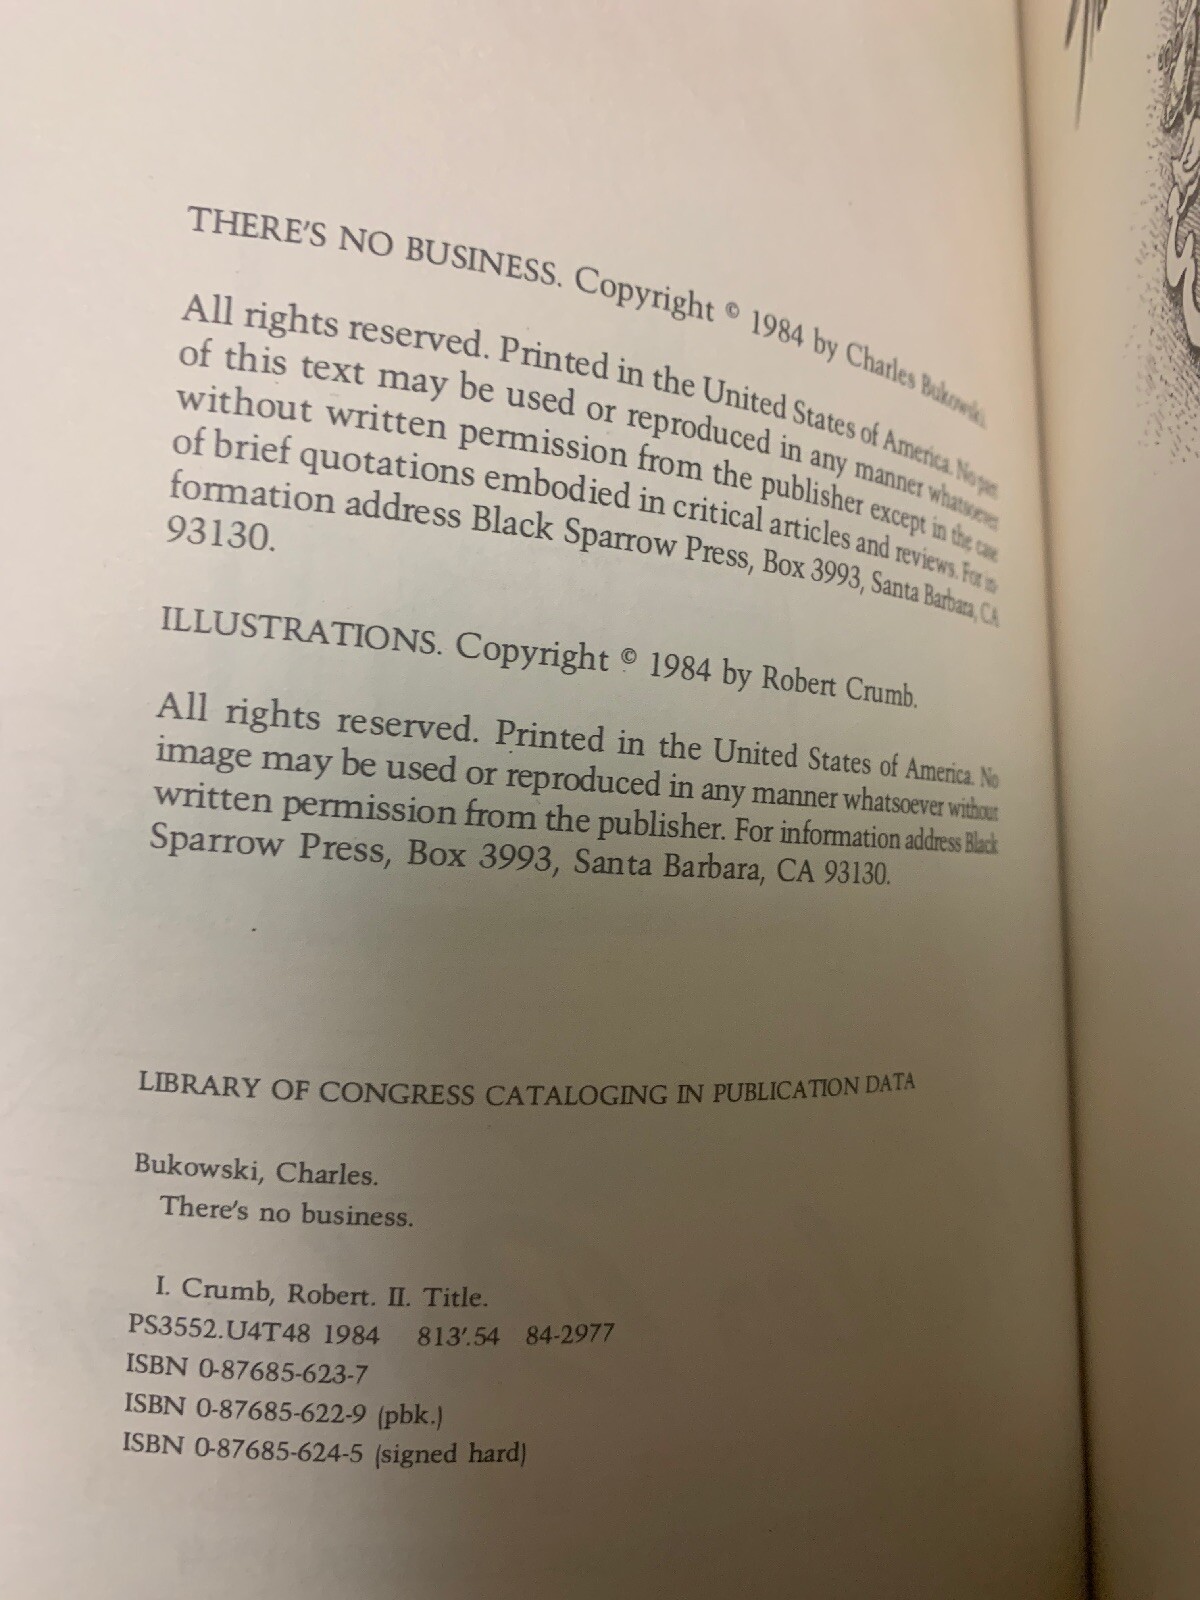 THERE'S NO BUSINESS. Copyright © 1984 by Charles Bukowski.
All rights reserved. Printed in the United States of America. No part
of this text may be used or reproduced in any manner whatsoever
without written permission from the publisher except in the case
of brief quotations embodied in critical articles and reviews. For in-
formation address Black Sparrow Press, Box 3993, Santa Barbara, CA
93130.
ILLUSTRATIONS. Copyright © 1984 by Robert Crumb.
All rights reserved. Printed in the United States of America. No
image may be used or reproduced in any manner whatsoever without
written permission from the publisher. For information address Black
Sparrow Press, Box 3993, Santa Barbara, CA 93130.
LIBRARY OF CONGRESS CATALOGING IN PUBLICATION DATA
Bukowski, Charles.
There's no business.
I. Crumb, Robert. II. Title.
PS3552.U4T48 1984 813'.54 84-2977
ISBN 0-87685-623-7
ISBN 0-87685-622-9 (pbk.)
ISBN 0-87685-624-5 (signed hard)